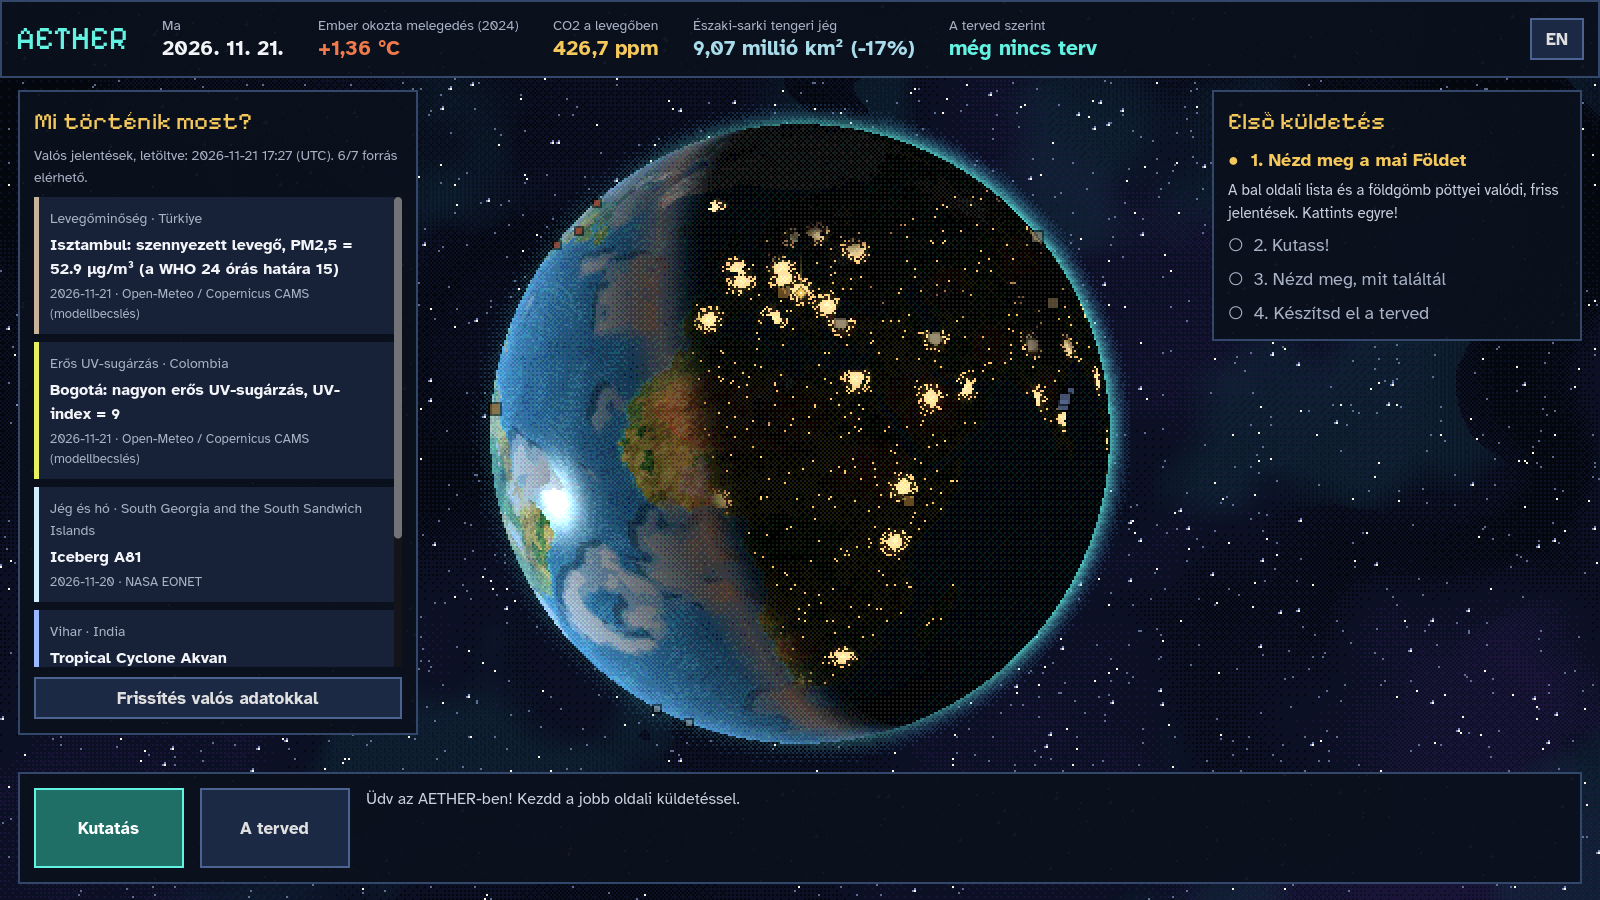 AETHER
Ma
2026. 11. 21.
Ember okozta melegedés (2024)
+1,36 °C
CO2 a levegőben
426,7 ppm
Északi-sarki tengeri jég
9,07 millió km² (-17%)
A terved szerint
még nincs terv
EN
Mi történik most?
Valós jelentések, letöltve: 2026-11-21 17:27 (UTC). 6/7 forrás
elérhető.
Levegőminőség · Türkiye
Isztambul: szennyezett levegő, PM2,5 =
52.9 µg/m³ (a WHO 24 órás határa 15)
2026-11-21 · Open-Meteo / Copernicus CAMS
(modellbecslés)
Erős UV-sugárzás · Colombia
Bogotá: nagyon erős UV-sugárzás, UV-
index = 9
2026-11-21 · Open-Meteo / Copernicus CAMS
(modellbecslés)
Jég és hó · South Georgia and the South Sandwich
Islands
Iceberg A81
2026-11-20 · NASA EONET
Vihar · India
Tropical Cyclone Akvan
Frissítés valós adatokkal
Első küldetés
1. Nézd meg a mai Földet
A bal oldali lista és a földgömb pöttyei valódi, friss
jelentések. Kattints egyre!
2. Kutass!
3. Nézd meg, mit találtál
4. Készítsd el a terved
Kutatás
A terved
Üdv az AETHER-ben! Kezdd a jobb oldali küldetéssel.